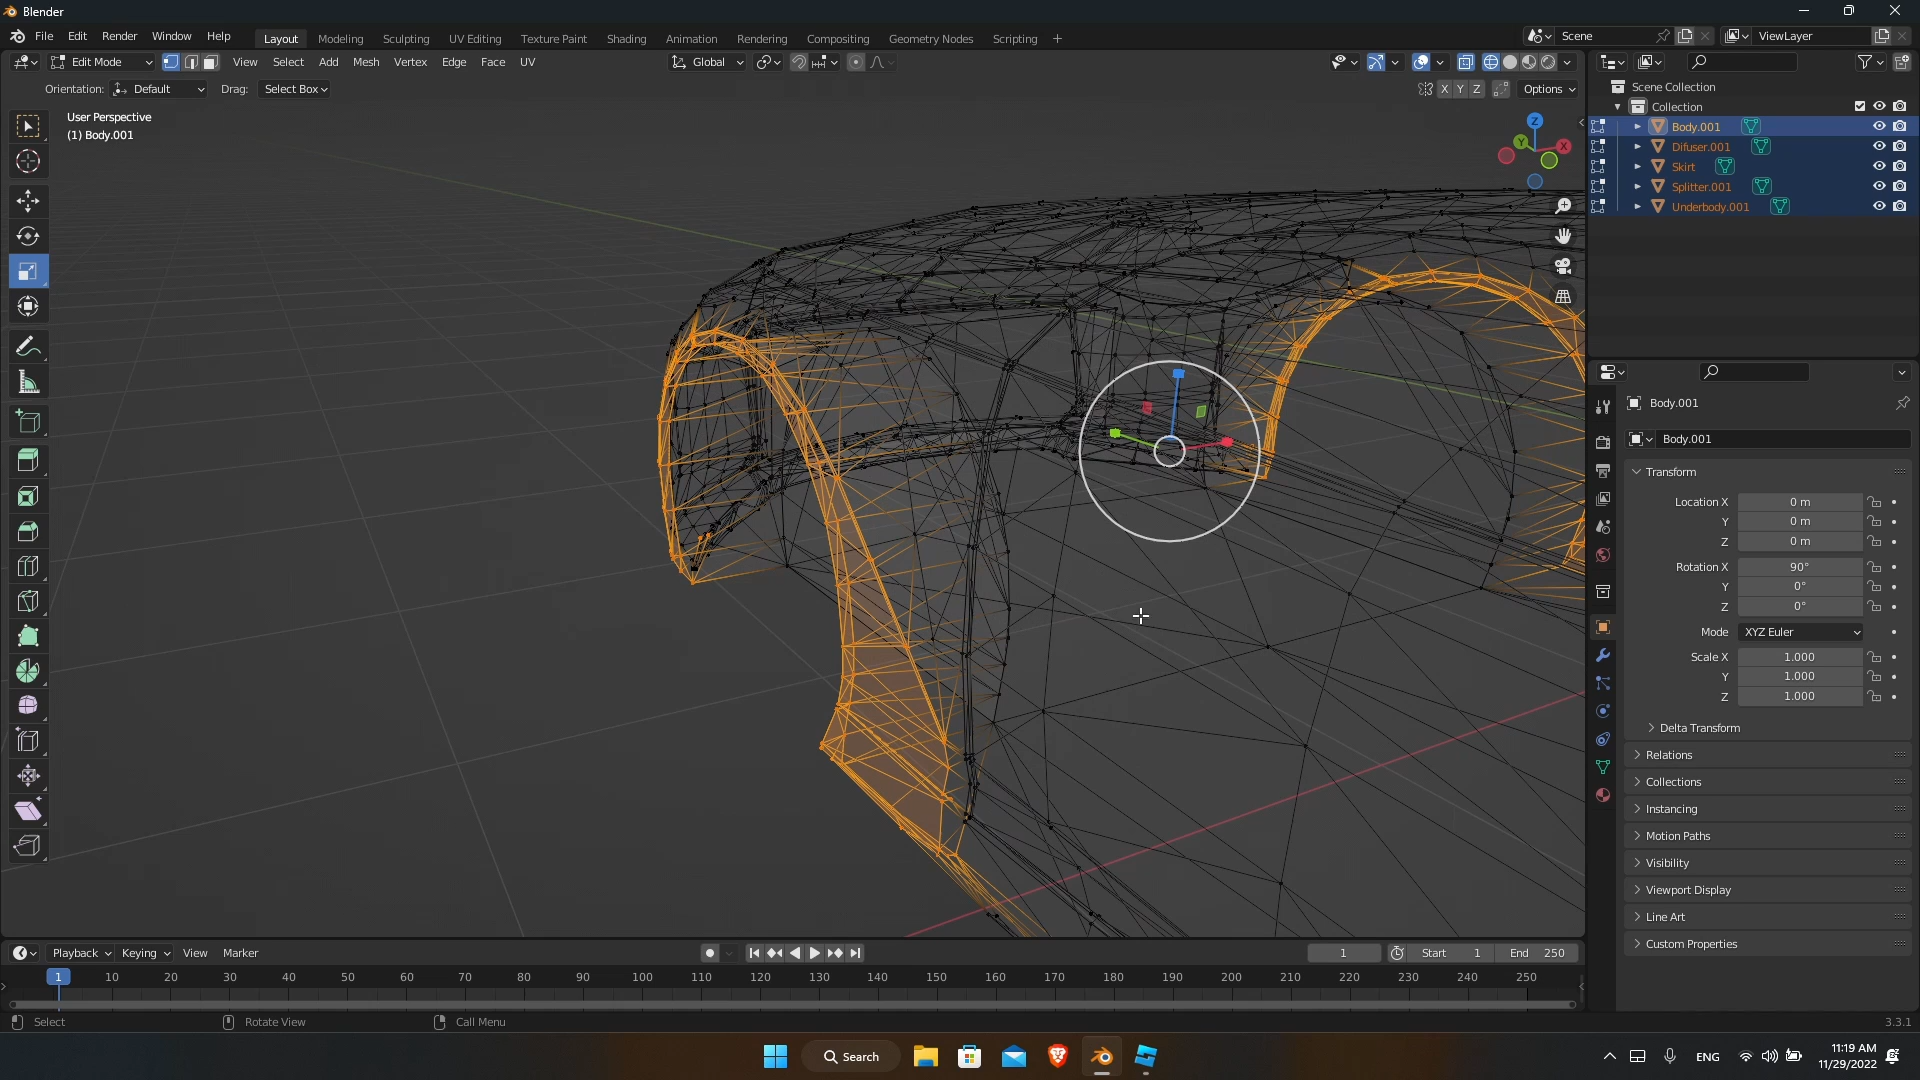 Blender
File Edit Render Window Help
Layout Modeling Sculpting UV Editing Texture Paint Shading Animation Rendering Compositing Geometry Nodes Scripting +
Scene
ViewLayer
Edit Mode
View Select Add Mesh Vertex Edge Face UV
Global
Orientation: Default Drag: Select Box
X Y Z Options
User Perspective
(1) Body.001
Z
Y
X
Scene Collection
Collection
Body.001
Difuser.001
Skirt
Splitter.001
Underbody.001
Body.001
Body.001
Transform
Location X 0 m
Y 0 m
Z 0 m
Rotation X 90°
Y 0°
Z 0°
Mode XYZ Euler
Scale X 1.000
Y 1.000
Z 1.000
Delta Transform
Relations
Collections
Instancing
Motion Paths
Visibility
Viewport Display
Line Art
Custom Properties
Playback Keying View Marker
1 Start 1 End 250
1 10 20 30 40 50 60 70 80 90 100 110 120 130 140 150 160 170 180 190 200 210 220 230 240 250
Select Rotate View Call Menu
3.3.1
Search
ENG
11:19 AM
11/29/2022